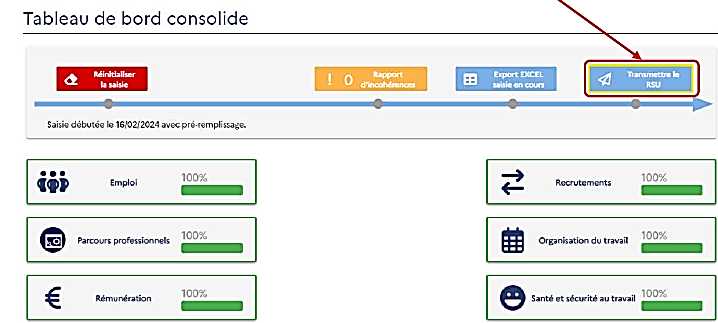 Tableau de bord consolide
Réinitialiser
la saisie
! 0 Rapport
d'incohérences
Export EXCEL
saisie en cours
Transmettre le
RSU
Saisie débutée le 16/02/2024 avec pré-remplissage.
Emploi 100%
Recrutements 100%
Parcours professionnels 100%
Organisation du travail 100%
Rémunération 100%
Santé et sécurité au travail 100%